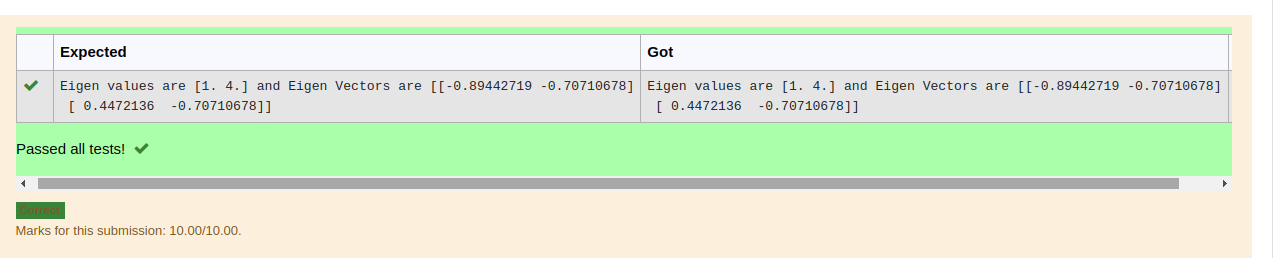 Expected Got
Eigen values are [1. 4.] and Eigen Vectors are [[-0.89442719 -0.70710678] Eigen values are [1. 4.] and Eigen Vectors are [[-0.89442719 -0.70710678]
[ 0.4472136  -0.70710678]] [ 0.4472136  -0.70710678]]
Passed all tests!
Correct
Marks for this submission: 10.00/10.00.